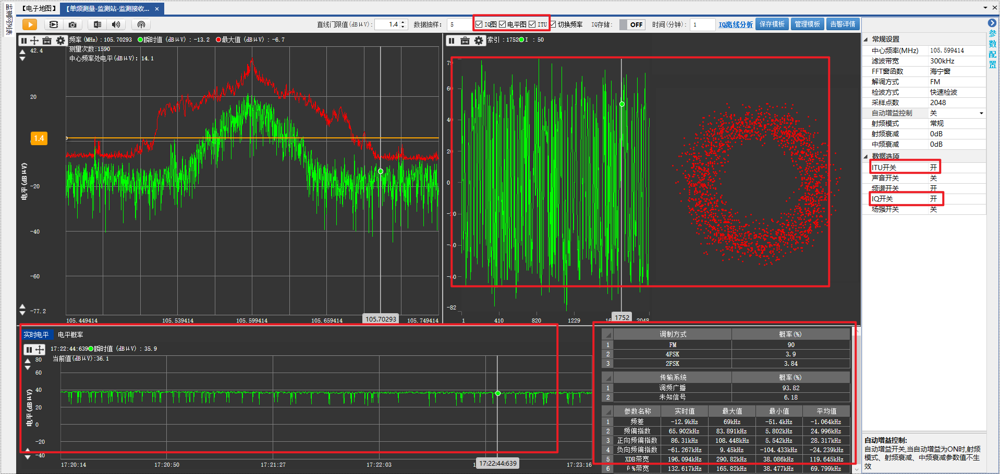 监测网列表
【电子地图】
【单频测量-监测站-监测接收... ×
直线门限值(dBμV): 1.4
数据抽样: 5
IQ图
电平图
ITU
切换频率
IQ存储: OFF
时间(分钟): 1
IQ离线分析
保存模板
管理模板
告警详情
频率(MHz):105.70293 瞬时值(dBμV):-13.2 最大值(dBμV):-6.7
测量次数:1590
中心频率处电平(dBμV): 14.1
42.4
20
1.4
-20
-40
-60
-77.2
电平(dBμV)
105.449414 105.539414 105.599414 105.659414 105.70293 105.749414
索引:1752 I :50
60
20
0
-82
1 410 820 1229 1752 2048
实时电平 电平概率
17:22:44:639 瞬时值(dBμV):35.9
当前值(dBμV):36.1
80
60
40
20
0
-20
-40
电平(dBμV)
17:20:14 17:20:50 17:21:27 17:22:03 17:22:44:639 17:23:16
调制方式 概率(%)
1 FM 90
2 4FSK 3.9
3 2FSK 3.84
传输系统 概率(%)
1 调频广播 93.82
2 未知信号 6.18
参数名称 实时值 最大值 最小值 平均值
1 频差 -12.9kHz 69kHz -51.4kHz -1.064kHz
2 频偏指数 65.902kHz 83.891kHz 5.802kHz 24.996kHz
3 正向频偏指数 86.31kHz 108.448kHz 5.542kHz 28.317kHz
4 负向频偏指数 -61.267kHz 9.45kHz -104.433kHz -24.239kHz
5 XDB带宽 196.094kHz 290.82kHz 38.086kHz 119.645kHz
6 β%带宽 132.617kHz 165.82kHz 38.477kHz 69.799kHz
常规设置
中心频率(MHz) 105.599414
滤波带宽 300kHz
FFT窗函数 海宁窗
解调方式 FM
检波方式 快速检波
采样点数 2048
自动增益控制 关
射频模式 常规
射频衰减 0dB
中频衰减 0dB
数据选项
ITU开关 开
声音开关 关
频谱开关 开
IQ开关 开
场强开关 关
自动增益控制:
自动增益开关,当自动增益为ON时,射频
模式、射频衰减、中频衰减参数值不生
效
参数配置